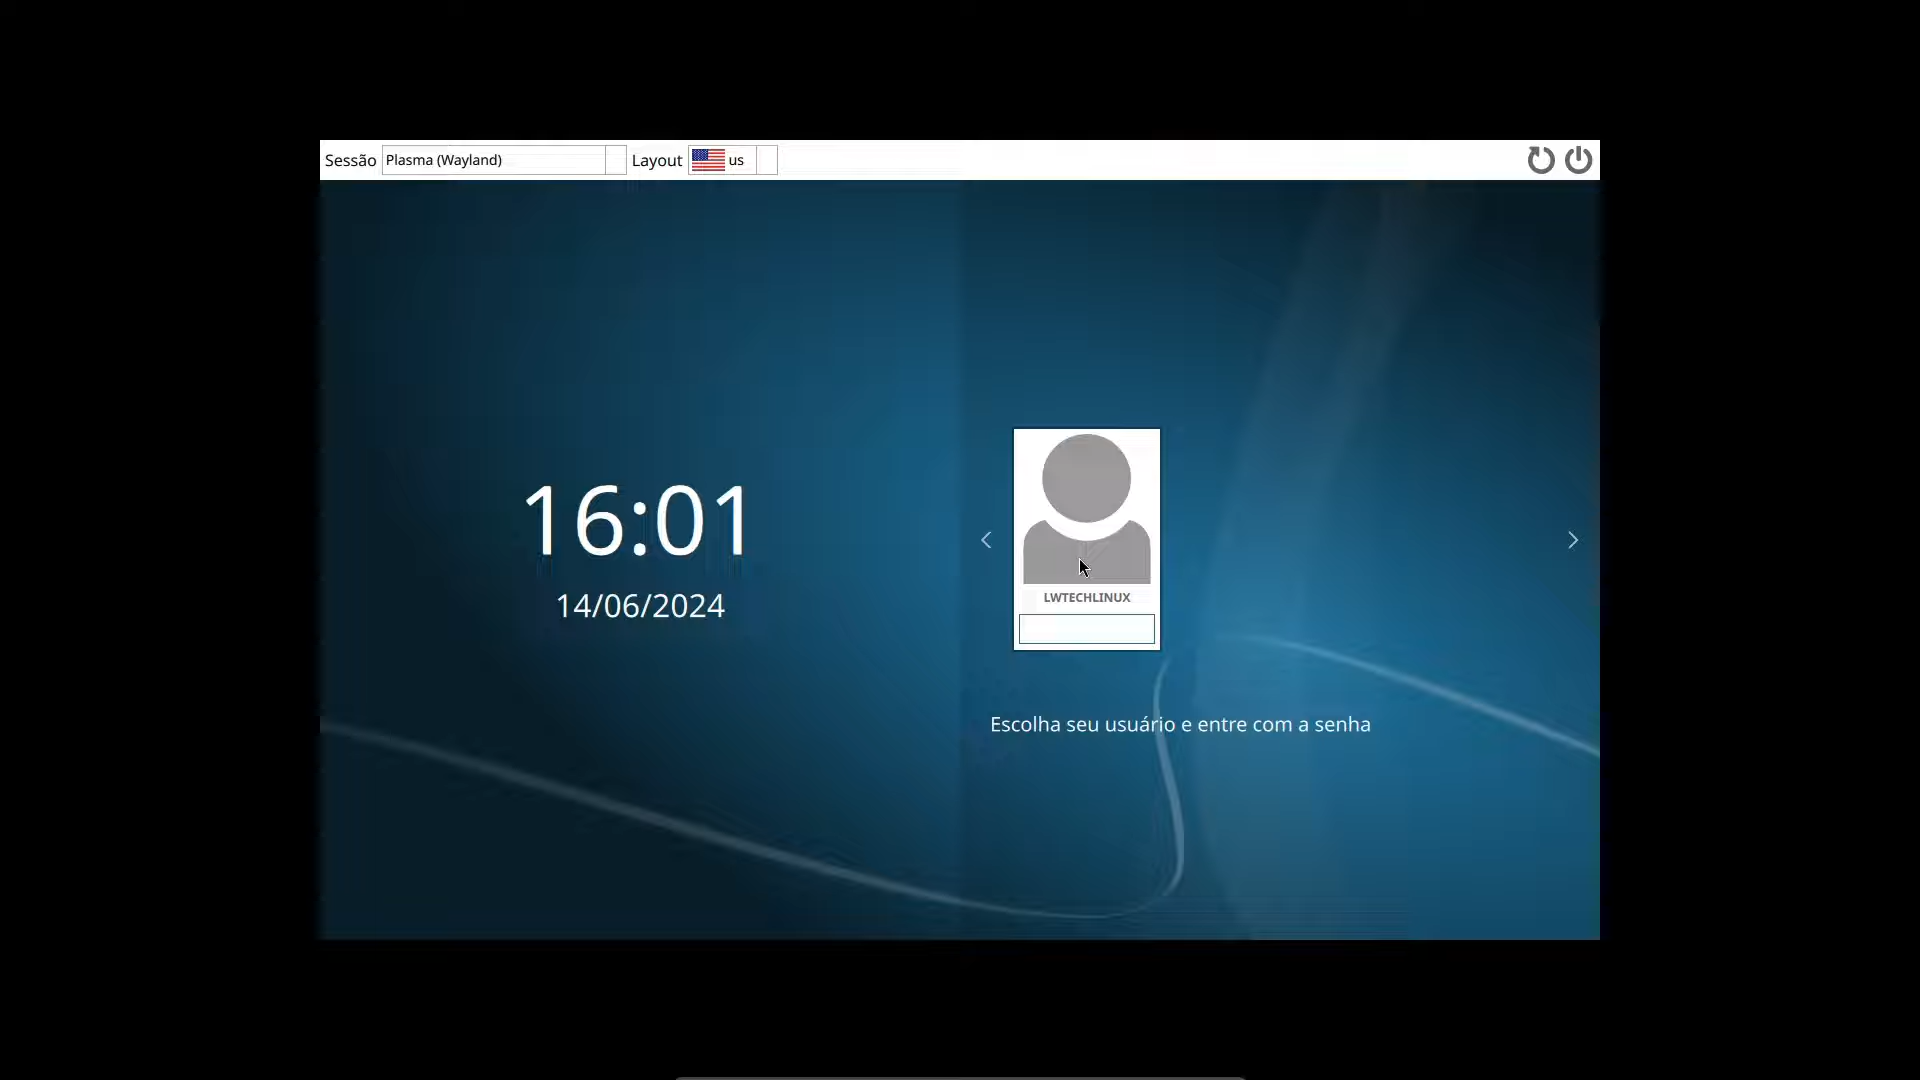 Sessão Plasma (Wayland) Layout us
16:01
14/06/2024
LWTECHLINUX
Escolha seu usuário e entre com a senha